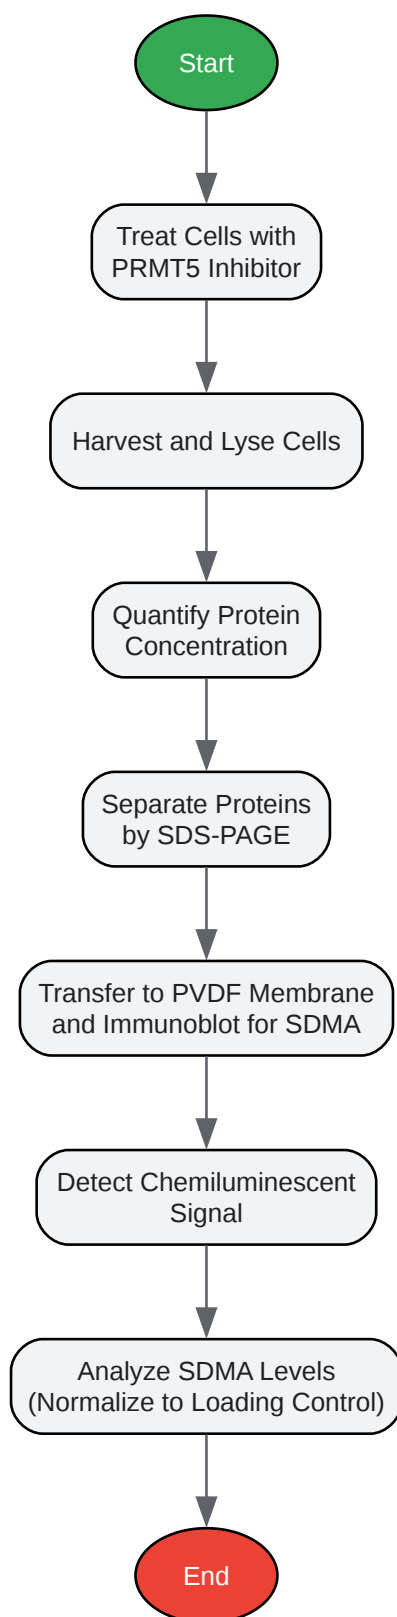 Start
Treat Cells with
PRMT5 Inhibitor
Harvest and Lyse Cells
Quantify Protein
Concentration
Separate Proteins
by SDS-PAGE
Transfer to PVDF Membrane
and Immunoblot for SDMA
Detect Chemiluminescent
Signal
Analyze SDMA Levels
(Normalize to Loading Control)
End